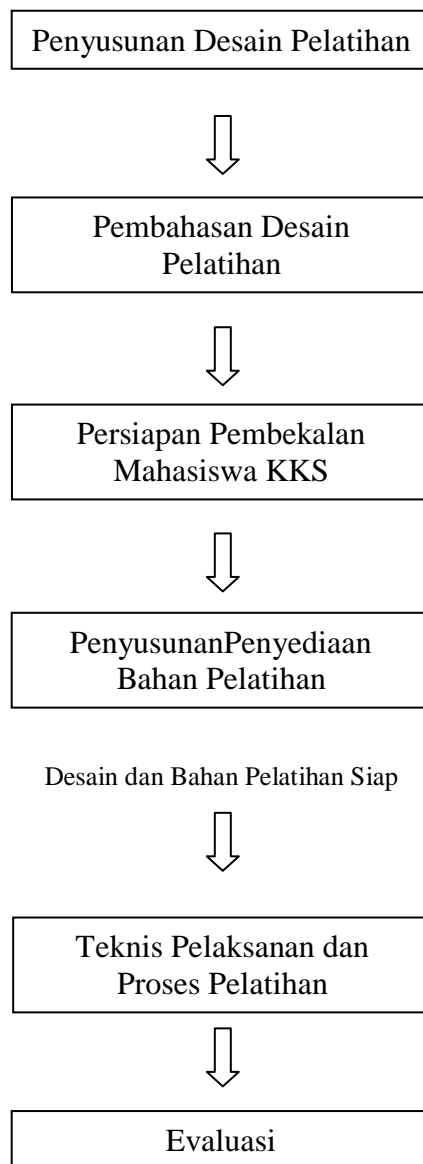 Penyusunan Desain Pelatihan
Pembahasan Desain
Pelatihan
Persiapan Pembekalan
Mahasiswa KKS
PenyusunanPenyediaan
Bahan Pelatihan
Desain dan Bahan Pelatihan Siap
Teknis Pelaksanan dan
Proses Pelatihan
Evaluasi